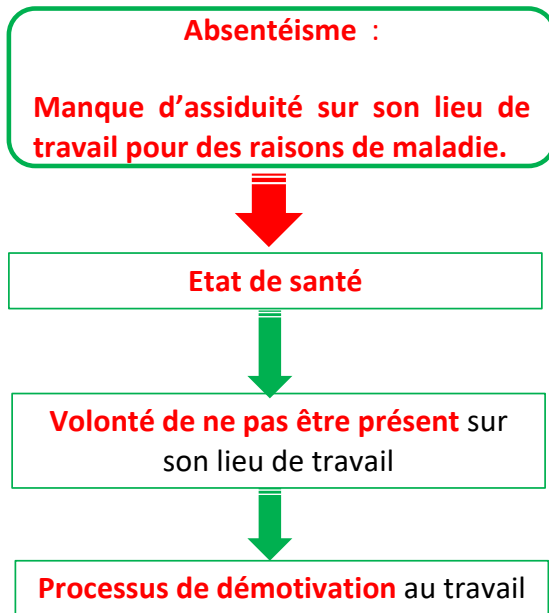 Absentéisme :
Manque d’assiduité sur son lieu de
travail pour des raisons de maladie.
Etat de santé
Volonté de ne pas être présent sur
son lieu de travail
Processus de démotivation au travail